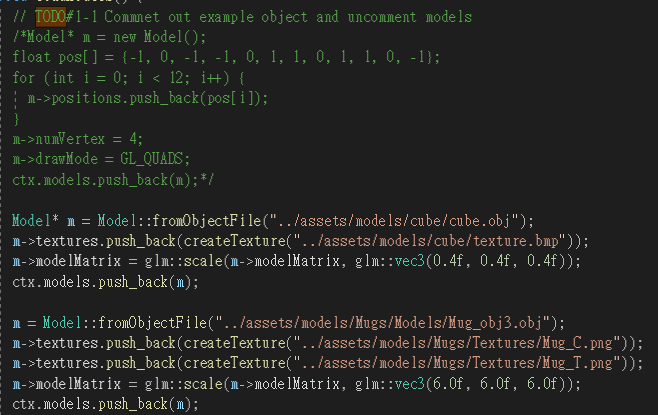 // TODO#1-1 Commnet out example object and uncomment models
/*Model* m = new Model();
float pos[] = {-1, 0, -1, -1, 0, 1, 1, 0, 1, 1, 0, -1};
for (int i = 0; i < 12; i++) {
m->positions.push_back(pos[i]);
}
m->numVertex = 4;
m->drawMode = GL_QUADS;
ctx.models.push_back(m);*/
Model* m = Model::fromObjectFile("../assets/models/cube/cube.obj");
m->textures.push_back(createTexture("../assets/models/cube/texture.bmp"));
m->modelMatrix = glm::scale(m->modelMatrix, glm::vec3(0.4f, 0.4f, 0.4f));
ctx.models.push_back(m);
m = Model::fromObjectFile("../assets/models/Mugs/Models/Mug_obj3.obj");
m->textures.push_back(createTexture("../assets/models/Mugs/Textures/Mug_C.png"));
m->textures.push_back(createTexture("../assets/models/Mugs/Textures/Mug_T.png"));
m->modelMatrix = glm::scale(m->modelMatrix, glm::vec3(6.0f, 6.0f, 6.0f));
ctx.models.push_back(m);